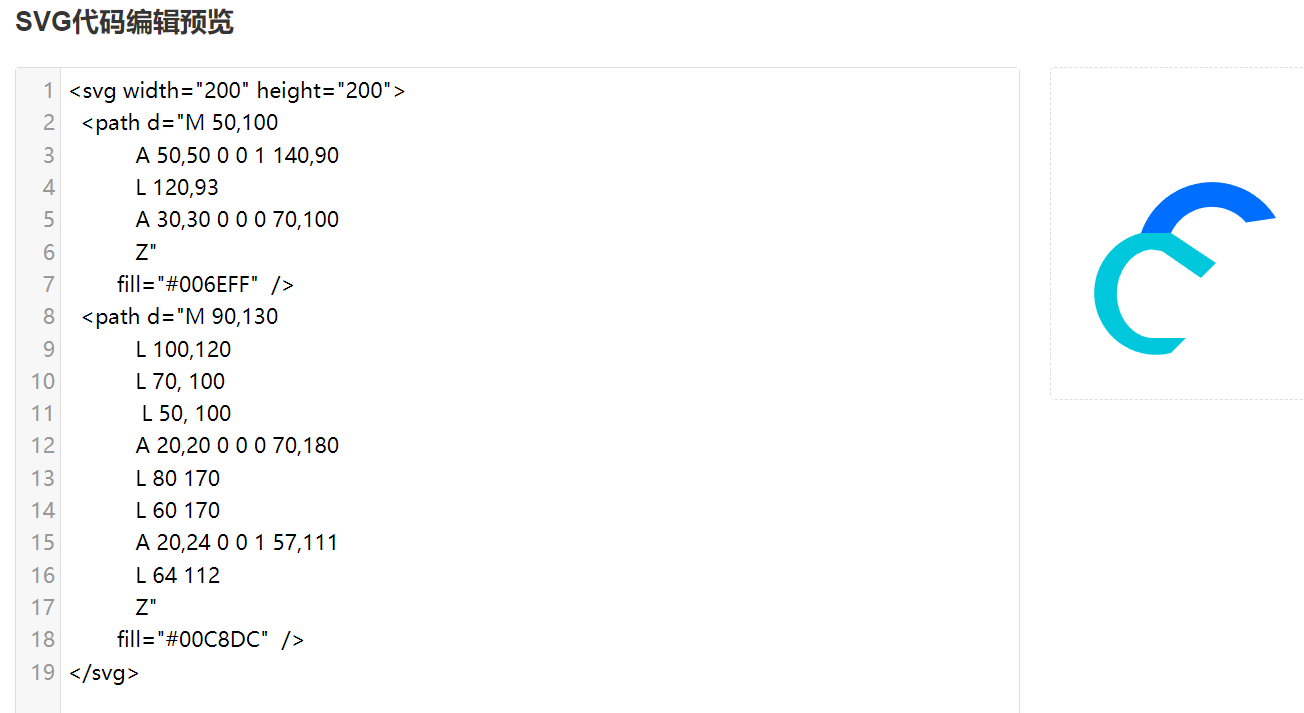 SVG代码编辑预览
1 <svg width="200" height="200">
2 <path d="M 50,100
3 A 50,50 0 0 1 140,90
4 L 120,93
5 A 30,30 0 0 0 70,100
6 Z"
7 fill="#006EFF" />
8 <path d="M 90,130
9 L 100,120
10 L 70, 100
11 L 50, 100
12 A 20,20 0 0 0 70,180
13 L 80 170
14 L 60 170
15 A 20,24 0 0 1 57,111
16 L 64 112
17 Z"
18 fill="#00C8DC" />
19 </svg>